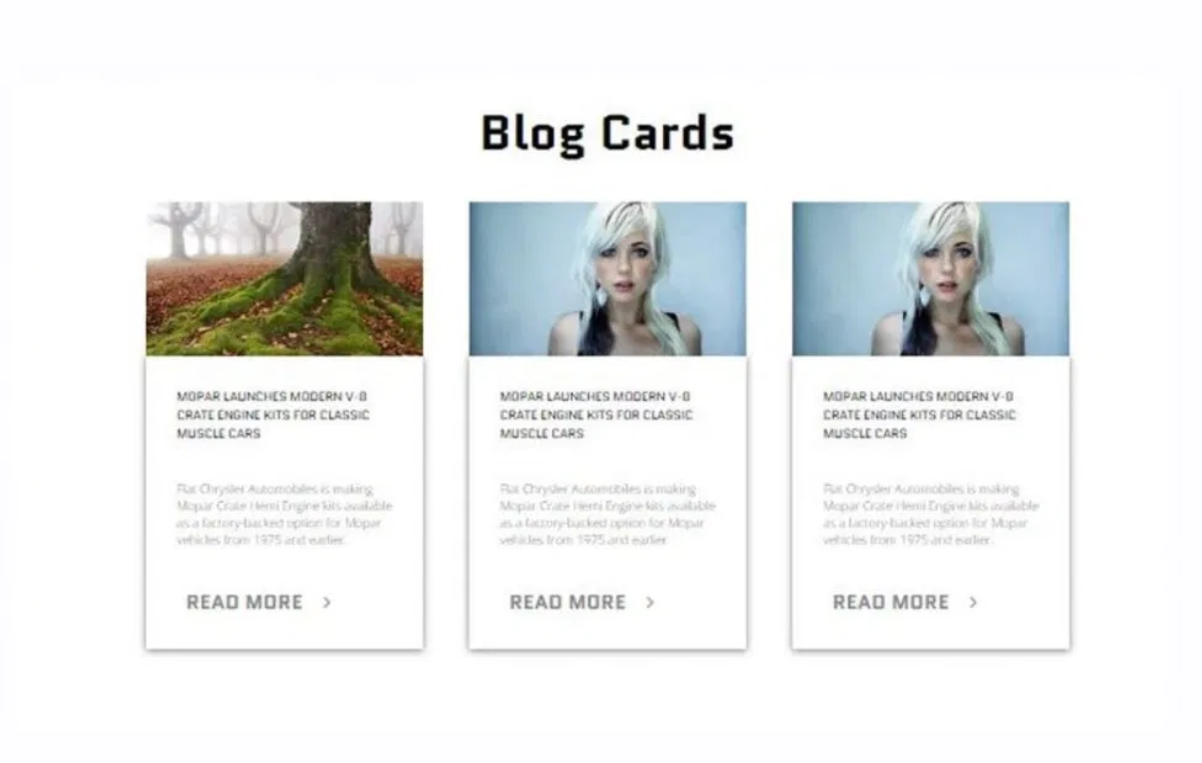 Blog Cards
MOPAR LAUNCHES MODERN V-8
CRATE ENGINE KITS FOR CLASSIC
MUSCLE CARS
Fiat Chrysler Automobiles is making
Mopar Crate Hemi Engine kits available
as a factory-backed option for Mopar
vehicles from 1975 and earlier.
READ MORE >
MOPAR LAUNCHES MODERN V-8
CRATE ENGINE KITS FOR CLASSIC
MUSCLE CARS
Fiat Chrysler Automobiles is making
Mopar Crate Hemi Engine kits available
as a factory-backed option for Mopar
vehicles from 1975 and earlier.
READ MORE >
MOPAR LAUNCHES MODERN V-8
CRATE ENGINE KITS FOR CLASSIC
MUSCLE CARS
Fiat Chrysler Automobiles is making
Mopar Crate Hemi Engine kits available
as a factory-backed option for Mopar
vehicles from 1975 and earlier.
READ MORE >